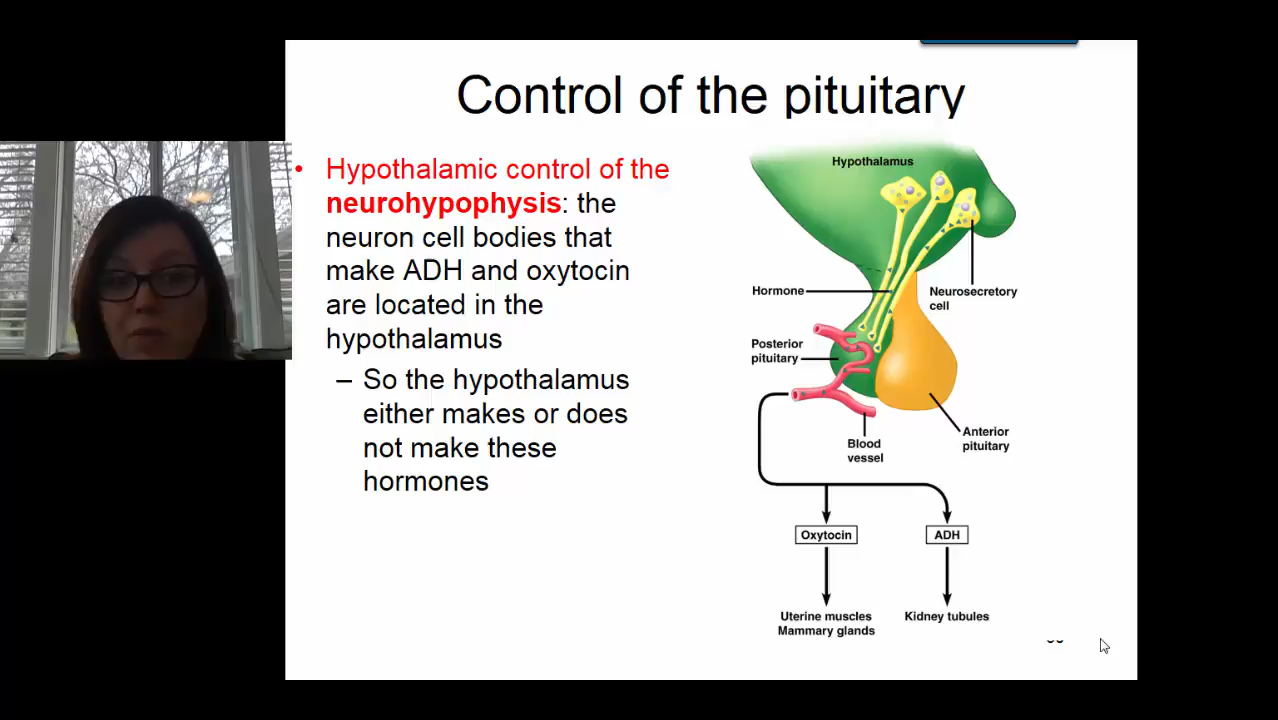 Control of the pituitary
• Hypothalamic control of the
neurohypophysis: the
neuron cell bodies that
make ADH and oxytocin
are located in the
hypothalamus
– So the hypothalamus
either makes or does
not make these
hormones
Hypothalamus
Hormone
Neurosecretory
cell
Posterior
pituitary
Anterior
pituitary
Blood
vessel
Oxytocin
ADH
Uterine muscles
Mammary glands
Kidney tubules